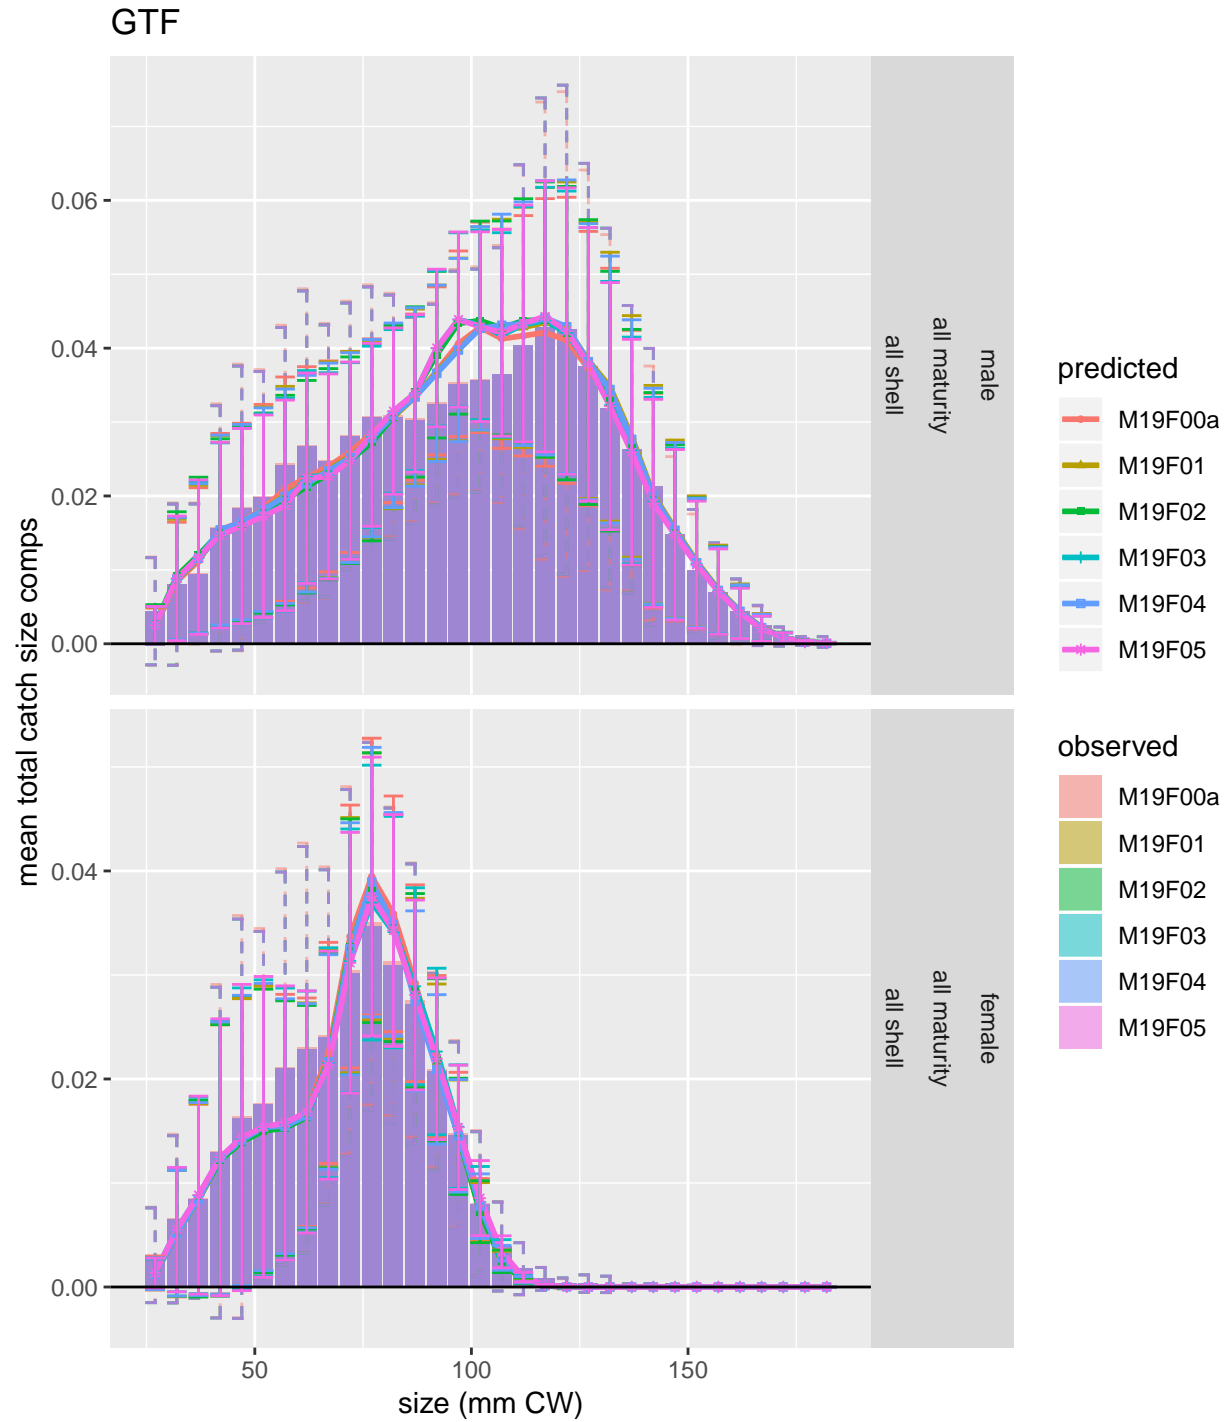 GTF
mean total catch size comps
0.06
0.04
0.02
0.00
all shell
all maturity
male
0.04
0.02
0.00
all shell
all maturity
female
50
100
150
size (mm CW)
predicted
M19F00a
M19F01
M19F02
M19F03
M19F04
M19F05
observed
M19F00a
M19F01
M19F02
M19F03
M19F04
M19F05